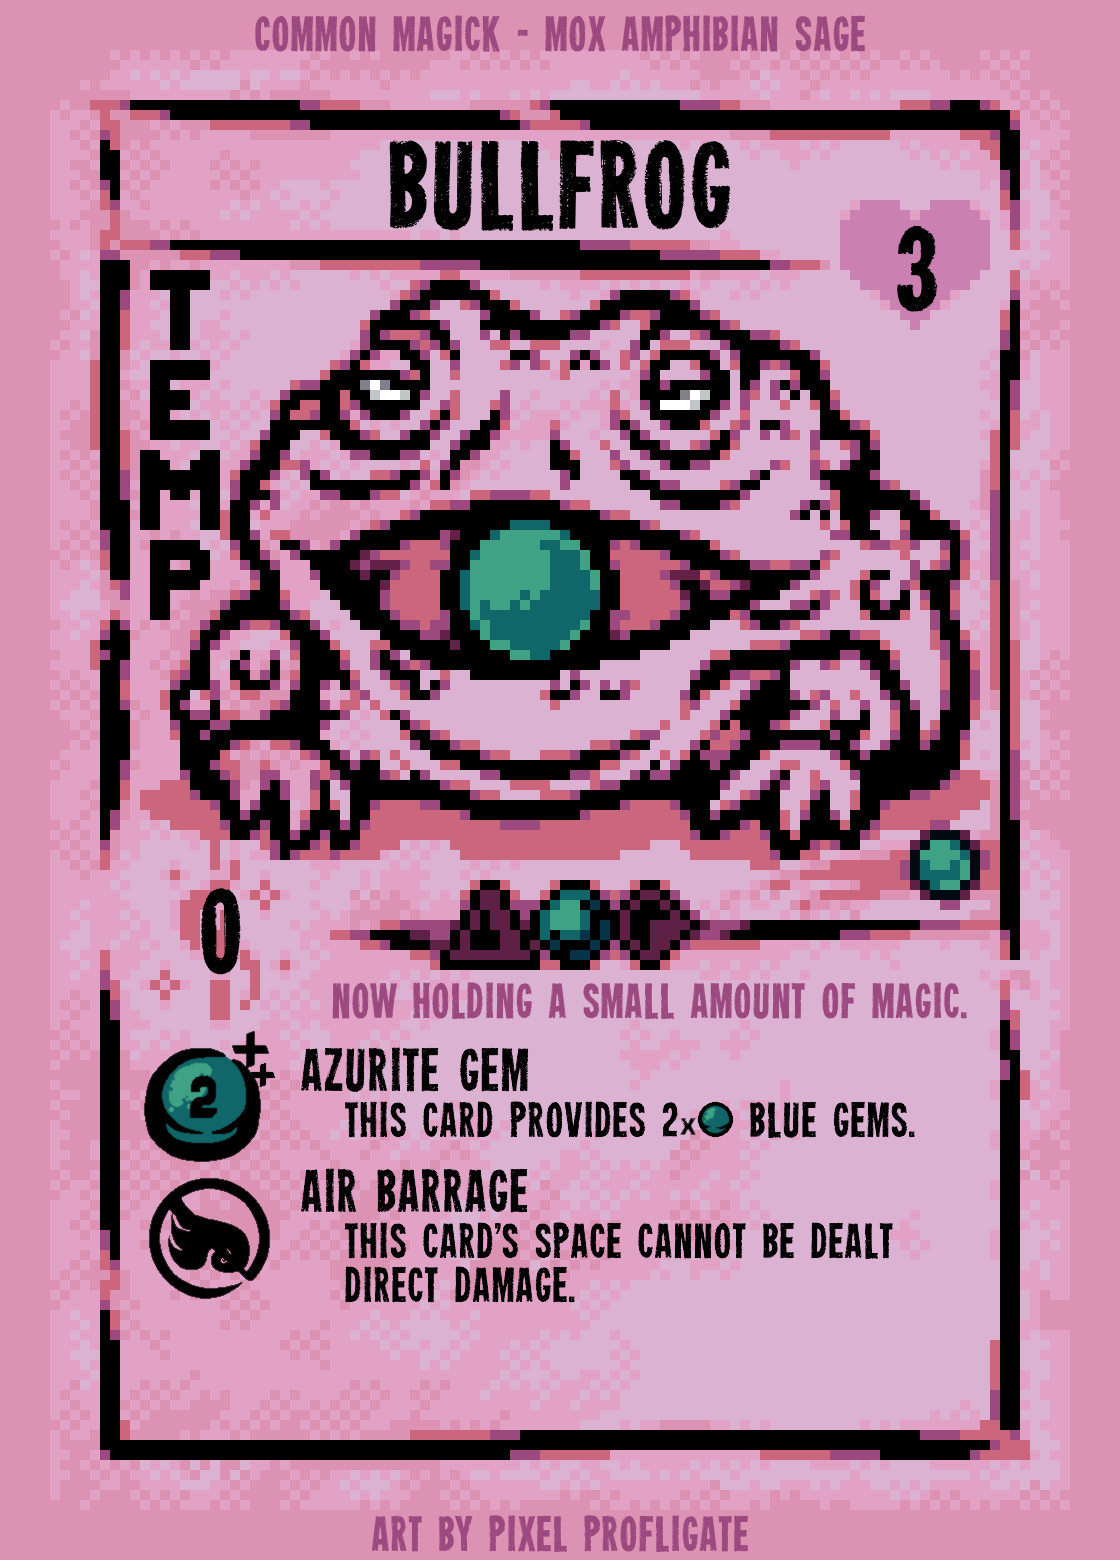 COMMON MAGICK - MOX AMPHIBIAN SAGE
BULLFROG
3
TEMP
0
NOW HOLDING A SMALL AMOUNT OF MAGIC.
2
AZURITE GEM
THIS CARD PROVIDES 2x BLUE GEMS.
AIR BARRAGE
THIS CARD'S SPACE CANNOT BE DEALT
DIRECT DAMAGE.
ART BY PIXEL PROFLIGATE